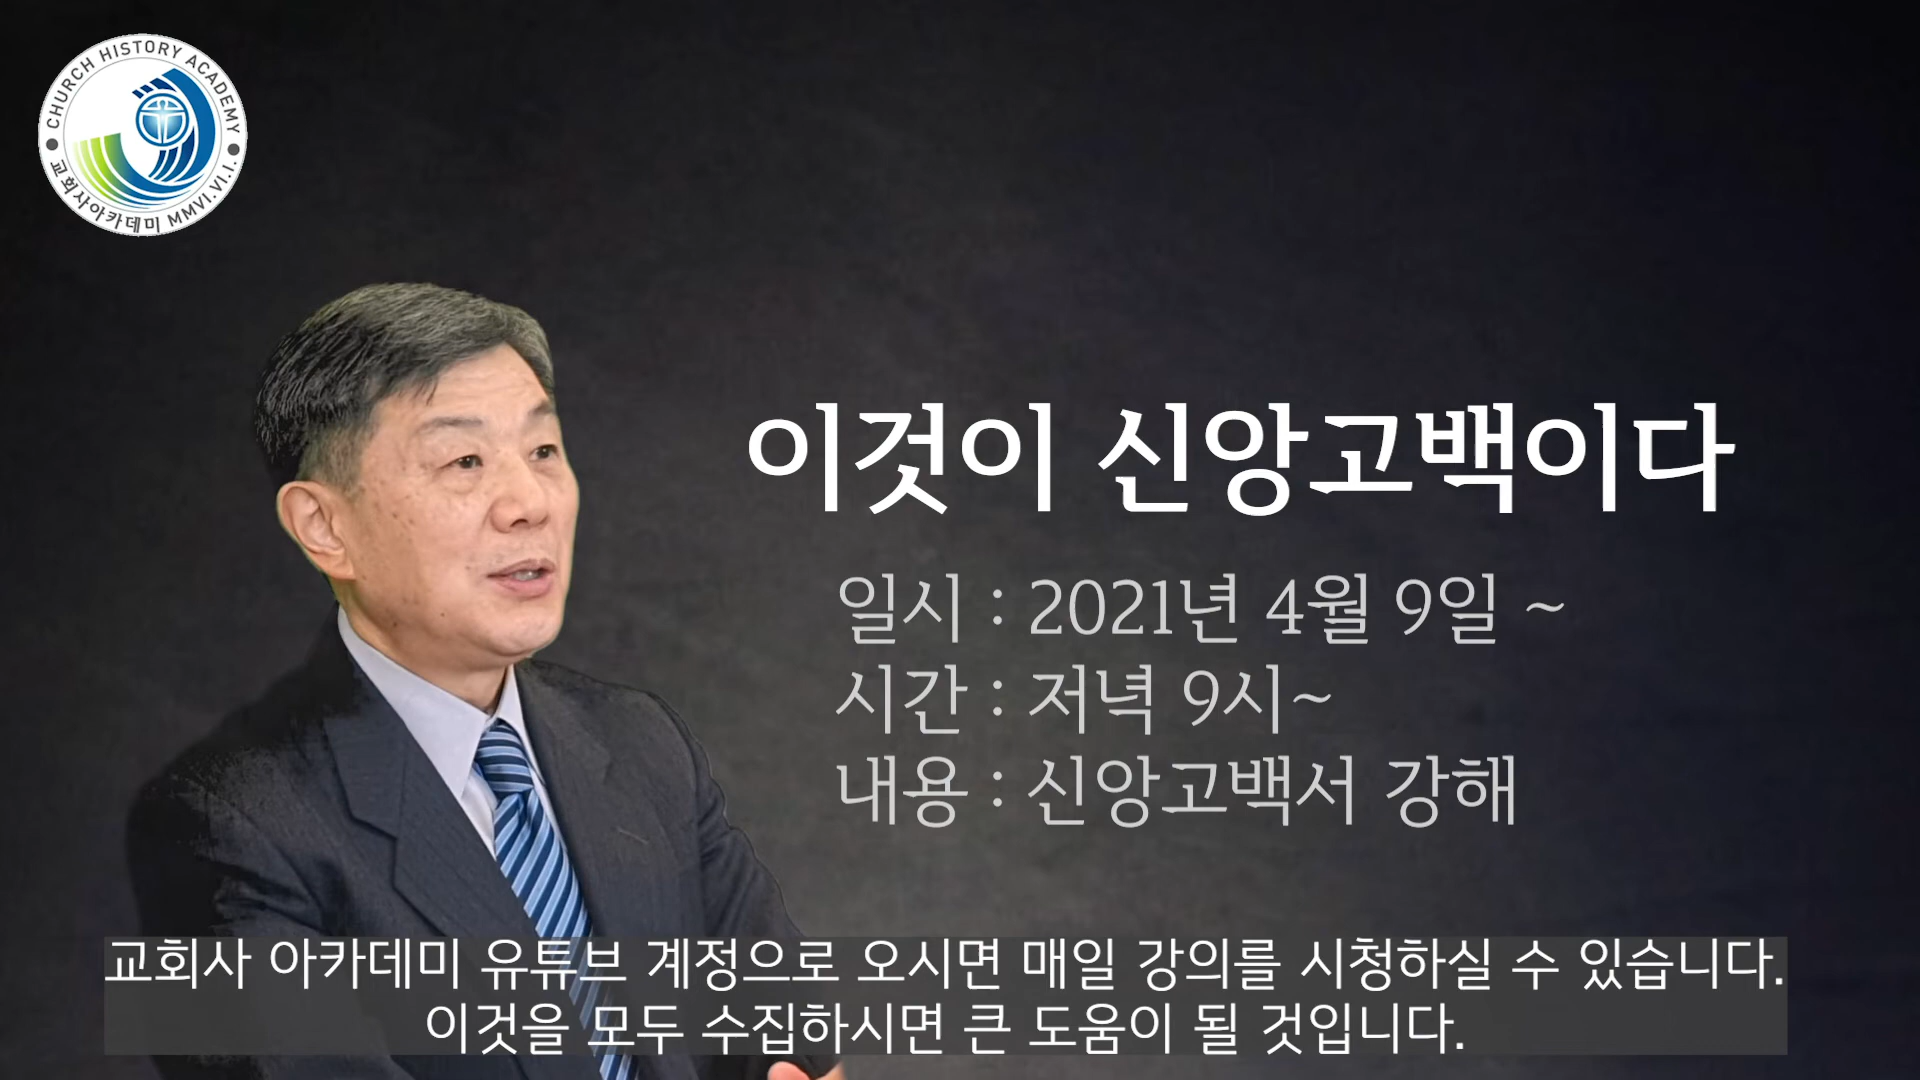 CHURCH HISTORY ACADEMY
교회사아카데미 MMVI.VI.I.
이것이 신앙고백이다
일시 : 2021년 4월 9일 ~
시간 : 저녁 9시~
내용 : 신앙고백서 강해
교회사 아카데미 유튜브 계정으로 오시면 매일 강의를 시청하실 수 있습니다.
이것을 모두 수집하시면 큰 도움이 될 것입니다.